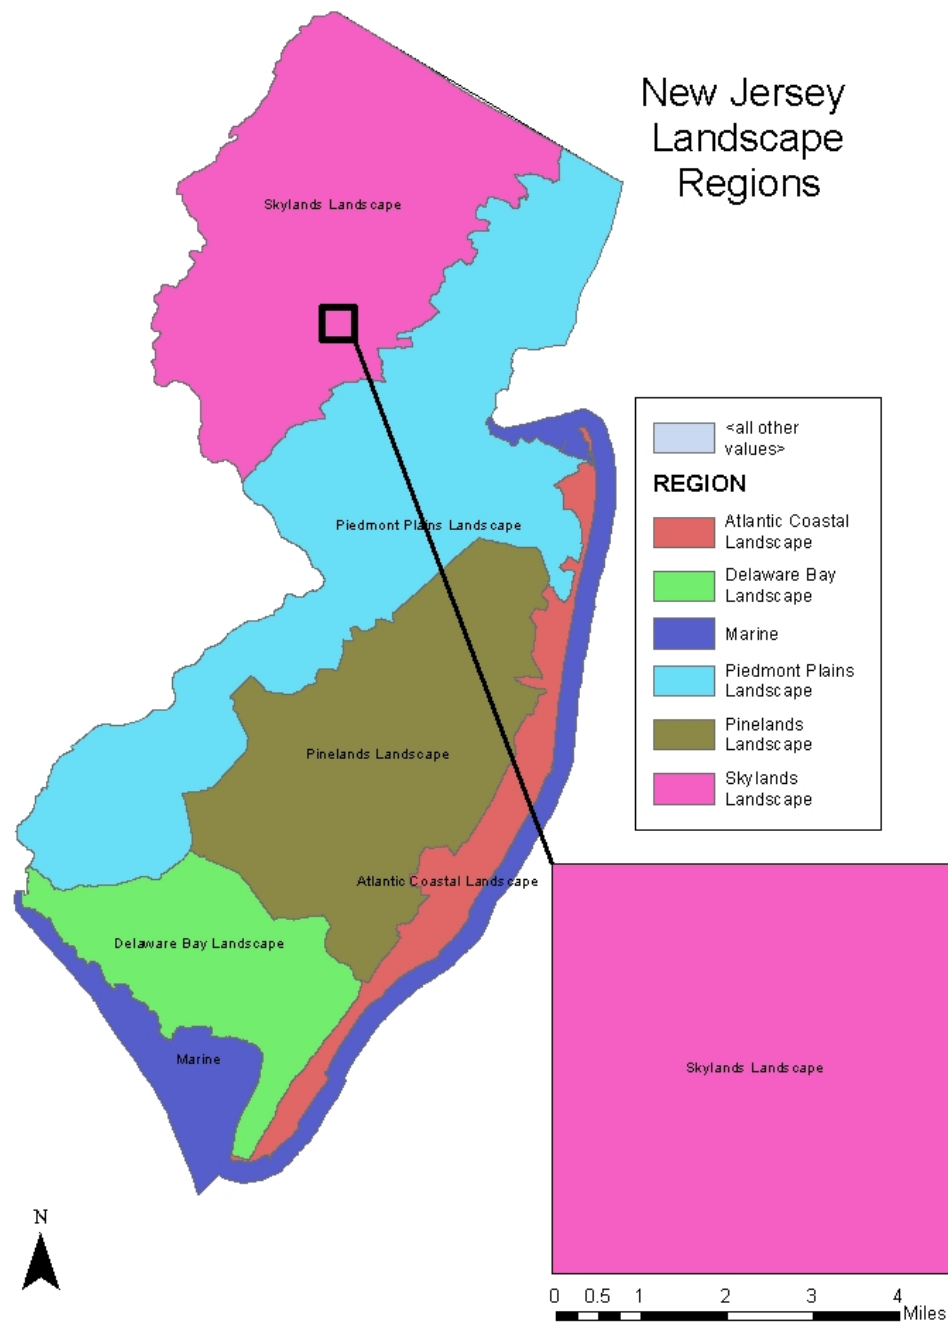 New Jersey
Landscape
Regions
Skylands Landscape
<all other
values>
REGION
Atlantic Coastal
Landscape
Delaware Bay
Landscape
Marine
Piedmont Plains
Landscape
Pinelands
Landscape
Skylands
Landscape
Piedmont Plains Landscape
Pinelands Landscape
Atlantic Coastal Landscape
Delaware Bay Landscape
Marine
Skylands Landscape
N
0 0.5 1 2 3 4
Miles